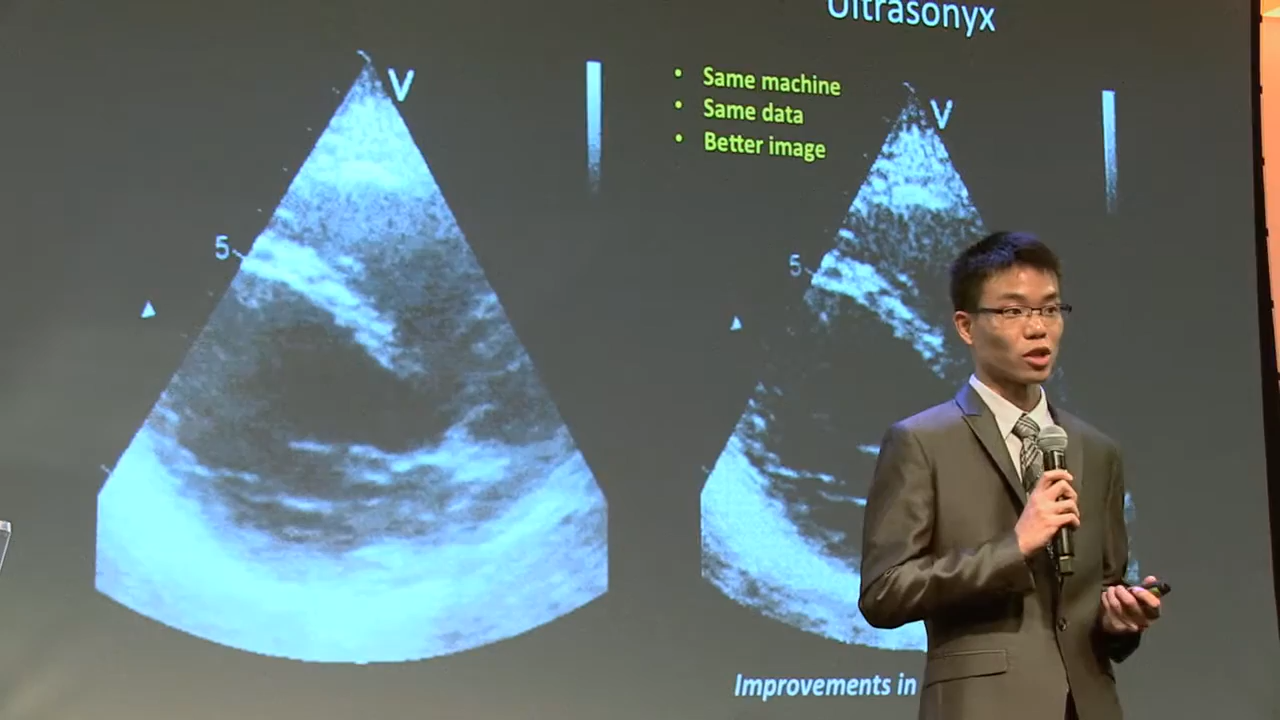 Ultrasonyx
V
• Same machine
• Same data
• Better image
V
5
5
Improvements in